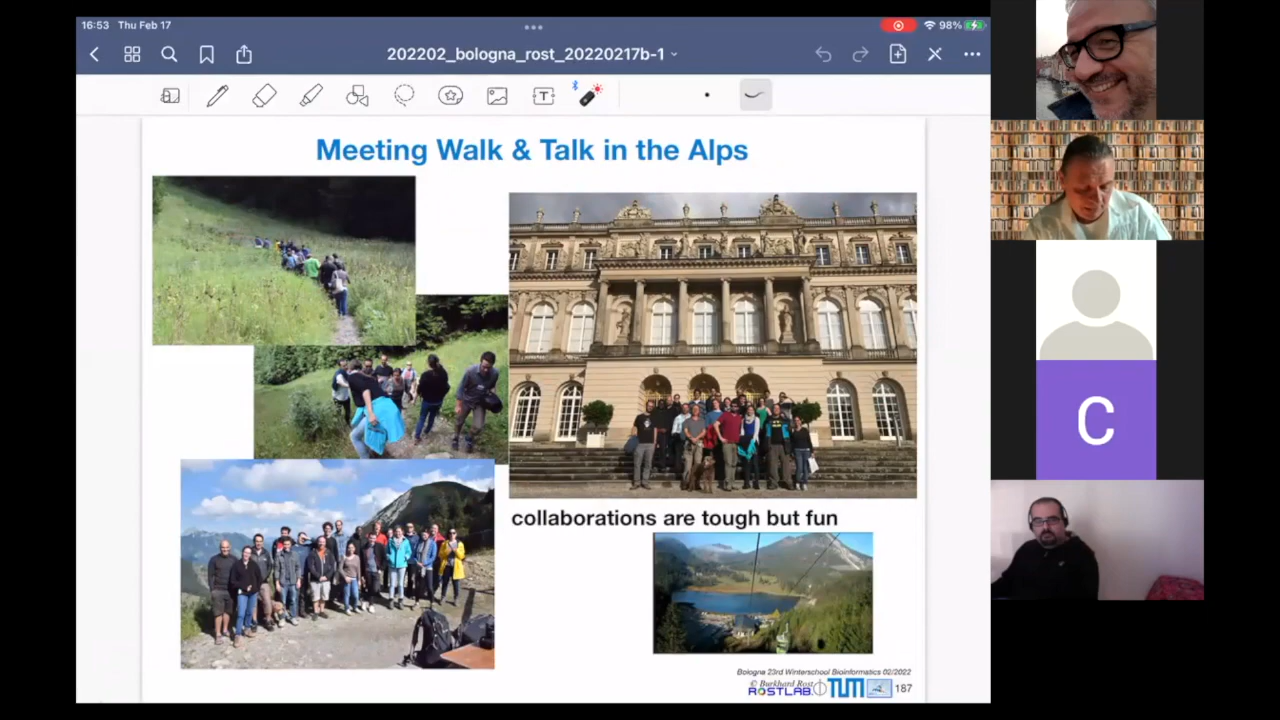 16:53 Thu Feb 17
98%
202202_bologna_rost_20220217b-1
T
Meeting Walk & Talk in the Alps
collaborations are tough but fun
Bologna 23rd Winterschool Bioinformatics 02/2022
© Burkhard Rost
ROSTLAB TUM 187
C